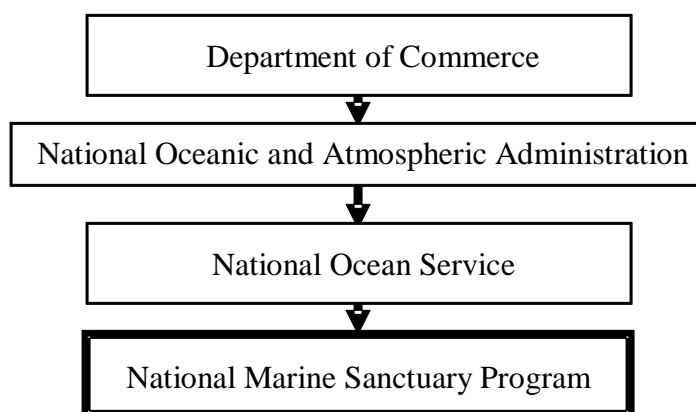 Department of Commerce
National Oceanic and Atmospheric Administration
National Ocean Service
National Marine Sanctuary Program